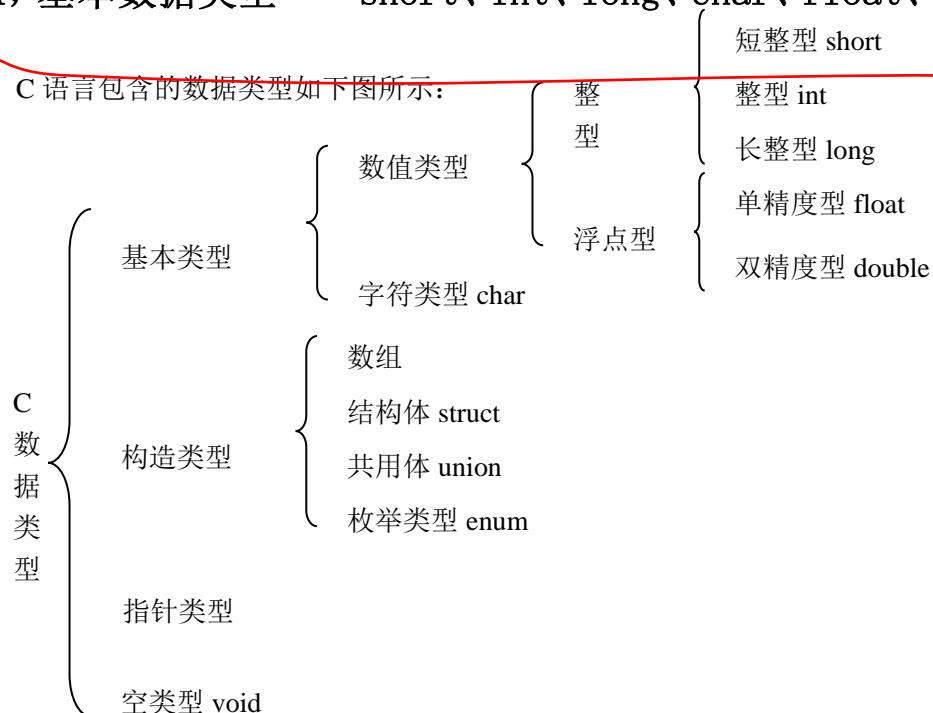 基本数据类型 short、int、long、char、float、
C 语言包含的数据类型如下图所示：
短整型 short
整型
整型 int
长整型 long
数值类型
单精度型 float
浮点型
双精度型 double
基本类型
字符类型 char
数组
C数据类型
结构体 struct
构造类型
共用体 union
枚举类型 enum
指针类型
空类型 void